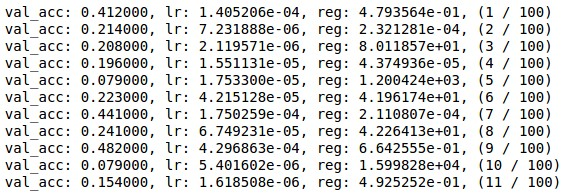 val_acc: 0.412000, lr: 1.405206e-04, reg: 4.793564e-01, (1 / 100)
val_acc: 0.214000, lr: 7.231888e-06, reg: 2.321281e-04, (2 / 100)
val_acc: 0.208000, lr: 2.119571e-06, reg: 8.011857e+01, (3 / 100)
val_acc: 0.196000, lr: 1.551131e-05, reg: 4.374936e-05, (4 / 100)
val_acc: 0.079000, lr: 1.753300e-05, reg: 1.200424e+03, (5 / 100)
val_acc: 0.223000, lr: 4.215128e-05, reg: 4.196174e+01, (6 / 100)
val_acc: 0.441000, lr: 1.750259e-04, reg: 2.110807e-04, (7 / 100)
val_acc: 0.241000, lr: 6.749231e-05, reg: 4.226413e+01, (8 / 100)
val_acc: 0.482000, lr: 4.296863e-04, reg: 6.642555e-01, (9 / 100)
val_acc: 0.079000, lr: 5.401602e-06, reg: 1.599828e+04, (10 / 100)
val_acc: 0.154000, lr: 1.618508e-06, reg: 4.925252e-01, (11 / 100)